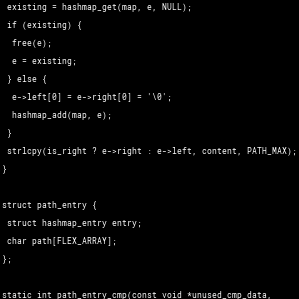 existing = hashmap_get(map, e, NULL);
if (existing) {
free(e);
e = existing;
} else {
e->left[0] = e->right[0] = '\0';
hashmap_add(map, e);
}
strlcpy(is_right ? e->right : e->left, content, PATH_MAX);
}
struct path_entry {
struct hashmap_entry entry;
char path[FLEX_ARRAY];
};
static int path_entry_cmp(const void *unused_cmp_data,